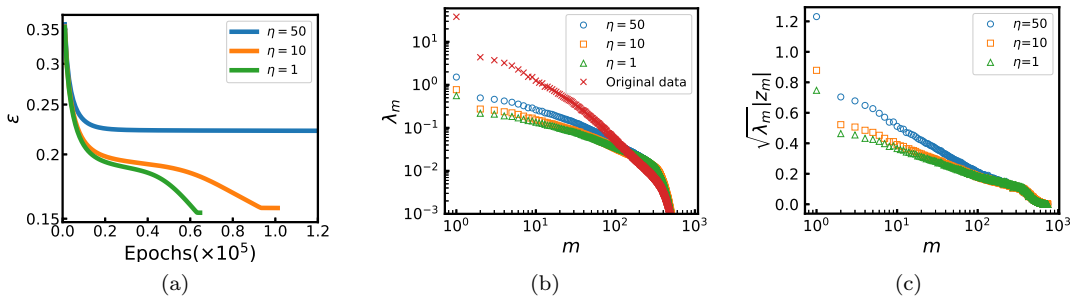 0.35
0.3
0.25
0.2
0.15
ε
0.0 0.2 0.4 0.6 0.8 1.0 1.2
Epochs(×10⁵)
η = 50
η = 10
η = 1
(a)
10¹
10⁰
10⁻¹
10⁻²
10⁻³
λₘ
10⁰ 10¹ 10² 10³
m
η = 50
η = 10
η = 1
Original data
(b)
1.2
1.0
0.8
0.6
0.4
0.2
0.0
√λₘ|zₘ|
10⁰ 10¹ 10² 10³
m
η=50
η=10
η=1
(c)